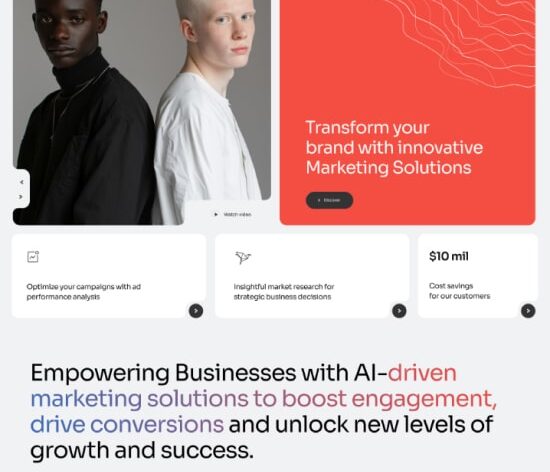 Transform your
brand with innovative
Marketing Solutions
Discover
Watch video
Optimize your campaigns with ad
performance analysis
Insightful market research for
strategic business decisions
$10 mil
Cost savings
for our customers
Empowering Businesses with AI-driven
marketing solutions to boost engagement,
drive conversions and unlock new levels of
growth and success.